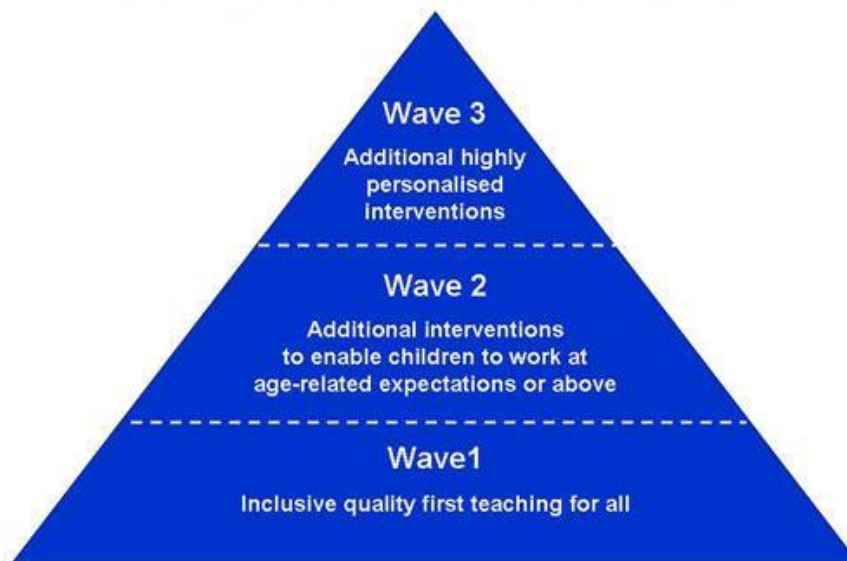 Wave 3
Additional highly
personalised
interventions
Wave 2
Additional interventions
to enable children to work at
age-related expectations or above
Wave1
Inclusive quality first teaching for all